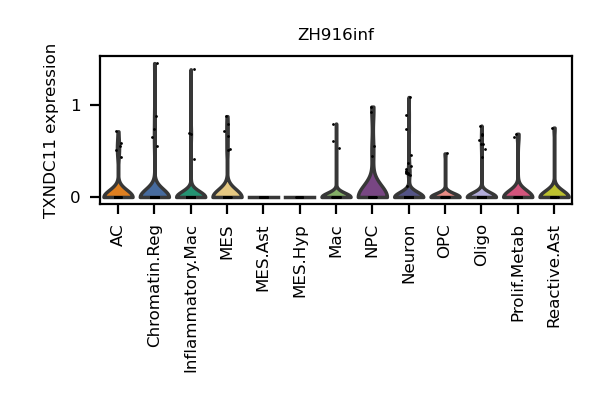 ZH916inf
TXNDC11 expression
1
0
AC
Chromatin.Reg
Inflammatory.Mac
MES
MES.Ast
MES.Hyp
Mac
NPC
Neuron
OPC
Oligo
Prolif.Metab
Reactive.Ast